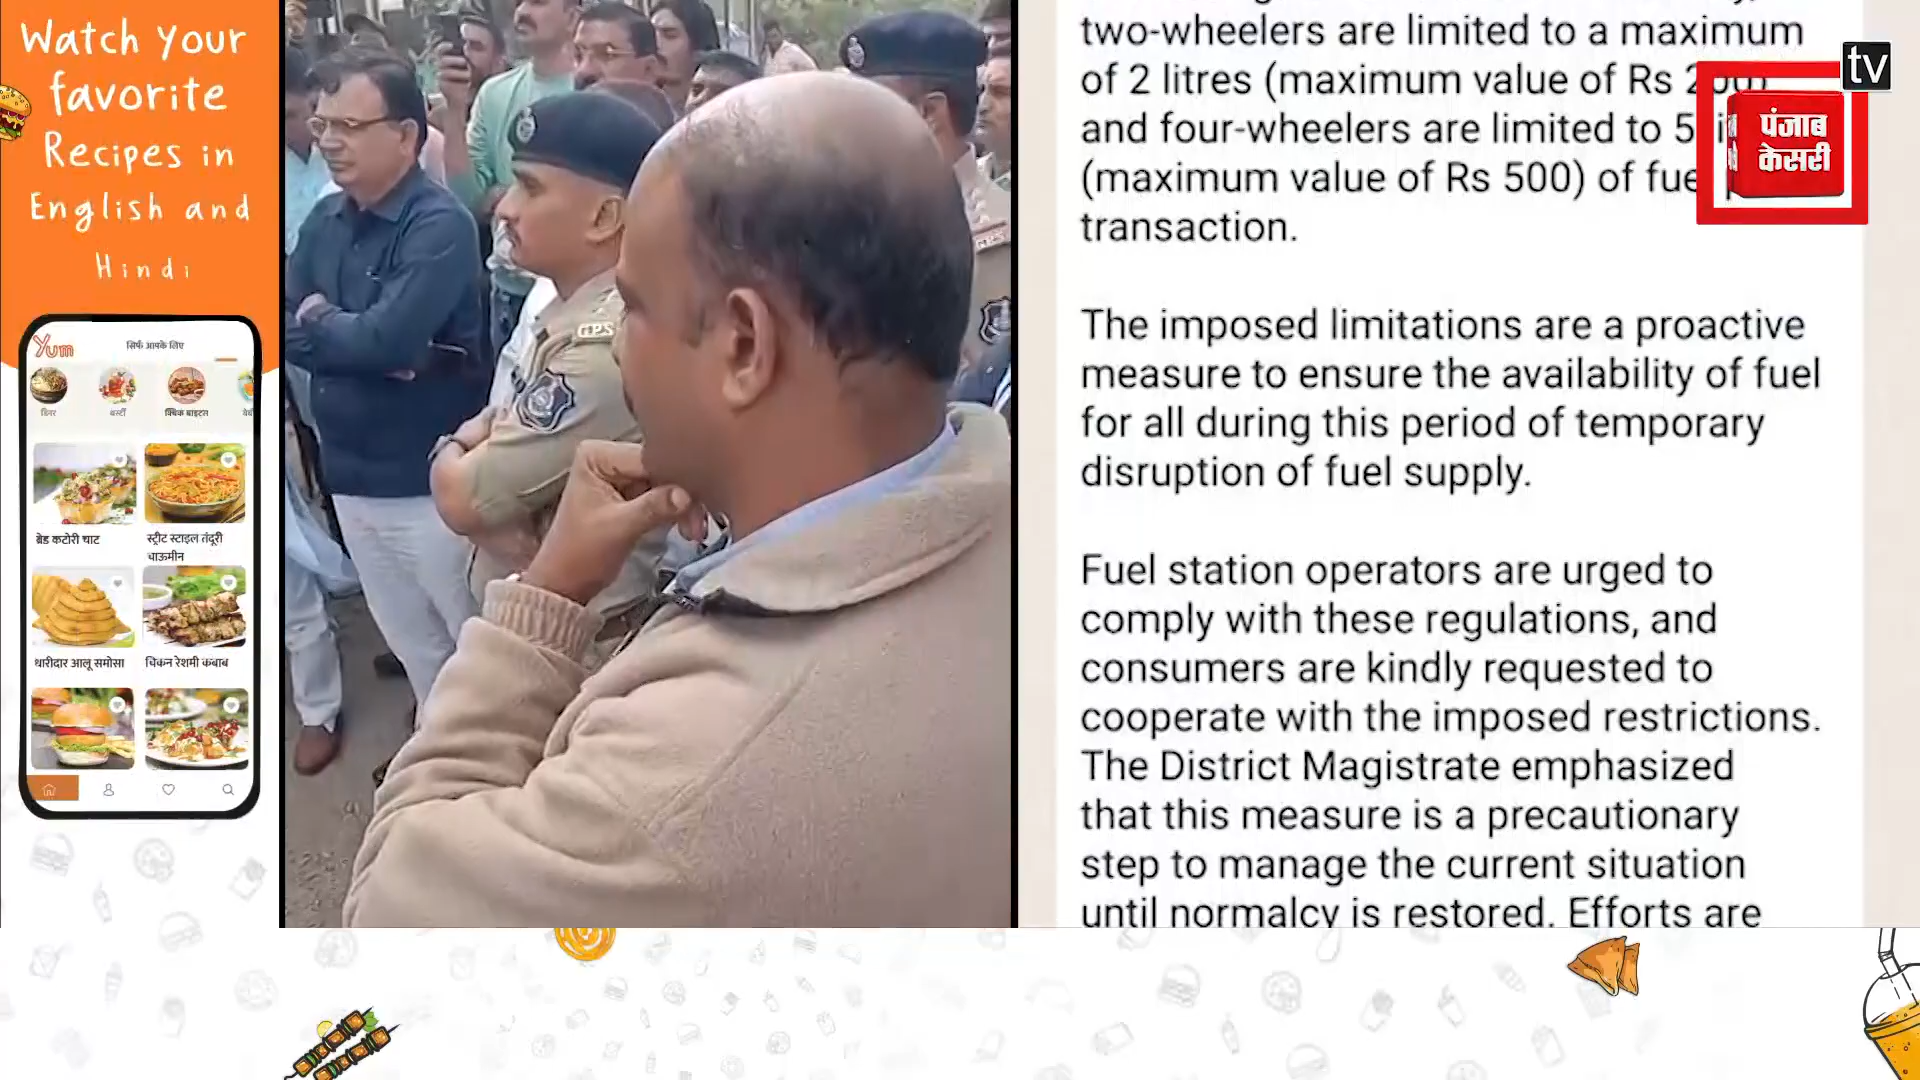 Watch your
favorite
Recipes in
English and
Hindi
Yum
सिर्फ आपके लिए
डिनर
पार्टी
क्विक बाइट्स
ब्रेड कटोरी चाट
स्ट्रीट स्टाइल तंदूरी
चाऊमीन
धारीदार आलू समोसा
चिकन रेशमी कबाब
GPS
two-wheelers are limited to a maximum
of 2 litres (maximum value of Rs 200)
and four-wheelers are limited to 5
(maximum value of Rs 500) of
transaction.
The imposed limitations are a proactive
measure to ensure the availability of fuel
for all during this period of temporary
disruption of fuel supply.
Fuel station operators are urged to
comply with these regulations, and
consumers are kindly requested to
cooperate with the imposed restrictions.
The District Magistrate emphasized
that this measure is a precautionary
step to manage the current situation
until normalcy is restored. Efforts are
tv
पंजाब
केसरी